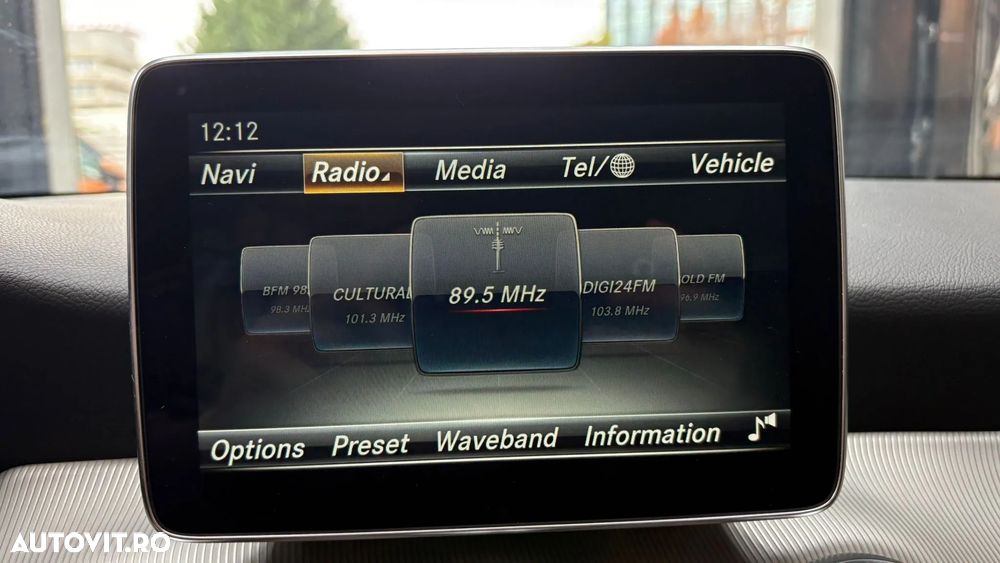 12:12
Navi Radio Media Tel/ Vehicle
BFM 98.
98.3 MHz
CULTURAL
101.3 MHz
89.5 MHz
DIGI24FM
103.8 MHz
OLD FM
96.9 MHz
Options Preset Waveband Information
AUTOVIT.RO